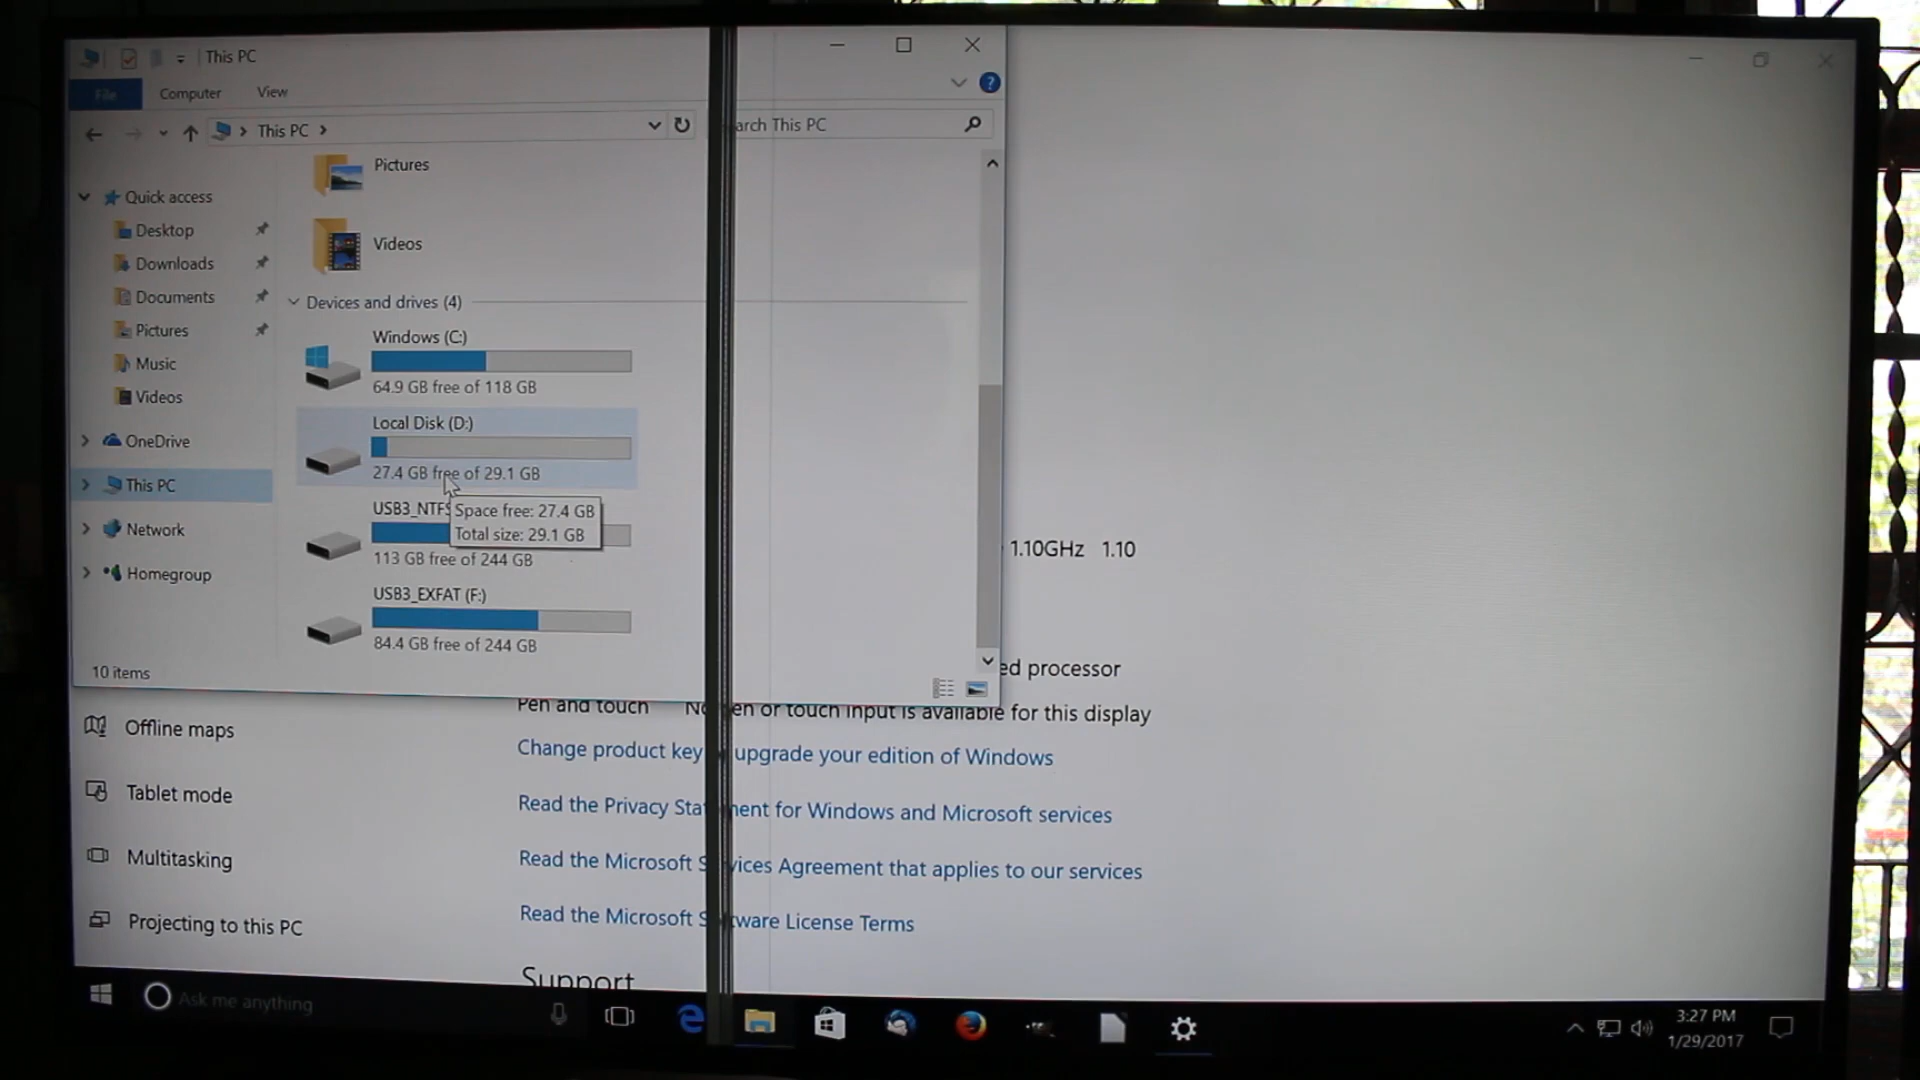 This PC
File Computer View
This PC
arch This PC
Quick access
Desktop
Downloads
Documents
Pictures
Music
Videos
OneDrive
This PC
Network
Homegroup
10 items
Pictures
Videos
Devices and drives (4)
Windows (C:)
64.9 GB free of 118 GB
Local Disk (D:)
27.4 GB free of 29.1 GB
Space free: 27.4 GB
Total size: 29.1 GB
USB3_NTFS
113 GB free of 244 GB
USB3_EXFAT (F:)
84.4 GB free of 244 GB
1.10GHz 1.10
ed processor
Pen and touch No pen or touch input is available for this display
Change product key upgrade your edition of Windows
Read the Privacy Statement for Windows and Microsoft services
Read the Microsoft Services Agreement that applies to our services
Read the Microsoft Software License Terms
Support
Offline maps
Tablet mode
Multitasking
Projecting to this PC
Ask me anything
3:27 PM
1/29/2017